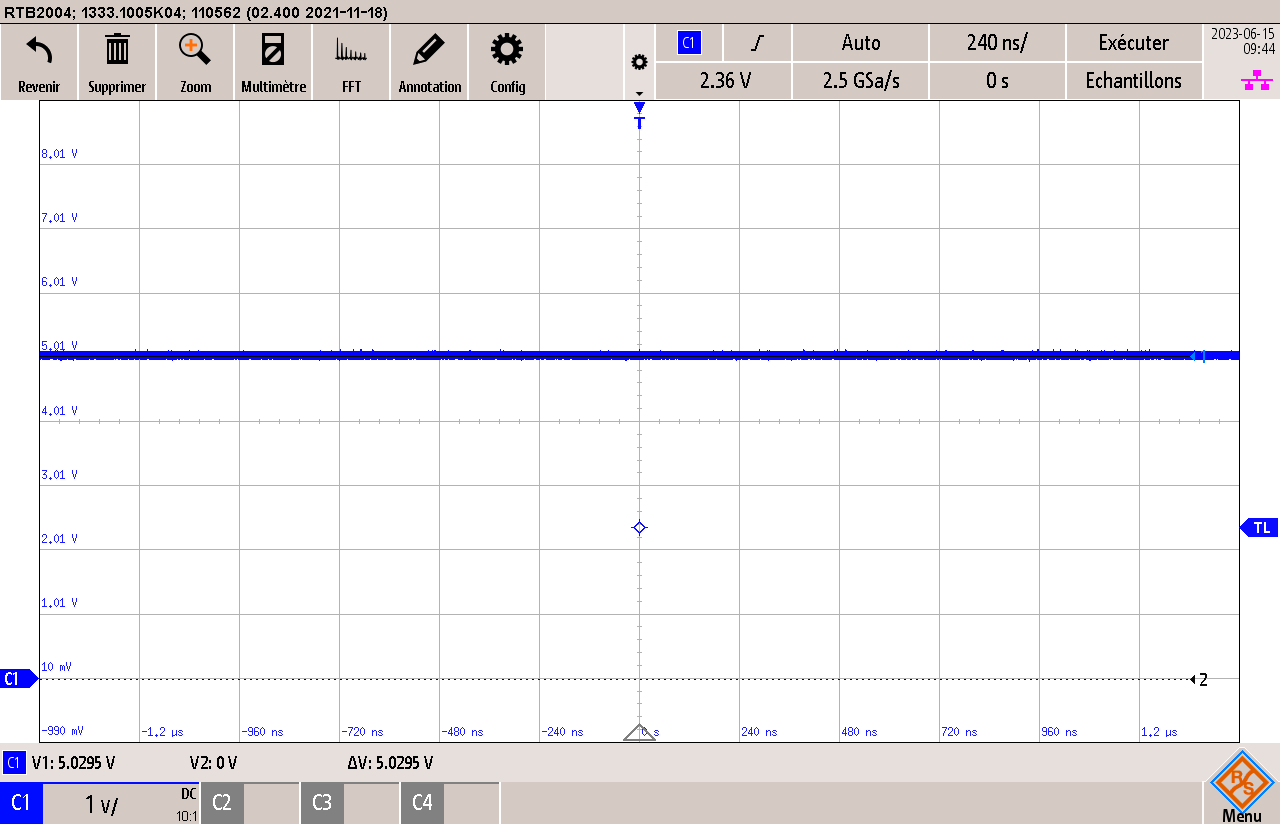 RTB2004; 1333.1005K04; 110562 (02.400 2021-11-18)
Revenir
Supprimer
Zoom
Multimètre
FFT
Annotation
Config
C1
Auto
240 ns/
Exécuter
2.36 V
2.5 GSa/s
0 s
Echantillons
2023-06-15
09:44
T
8.01 V
7.01 V
6.01 V
5.01 V
1
4.01 V
3.01 V
TL
2.01 V
1.01 V
10 mV
C1
2
-990 mV
-1.2 µs
-960 ns
-720 ns
-480 ns
-240 ns
0 s
240 ns
480 ns
720 ns
960 ns
1.2 µs
C1 V1: 5.0295 V V2: 0 V ΔV: 5.0295 V
C1 1 V/ DC
10:1
C2
C3
C4
R S
Menu